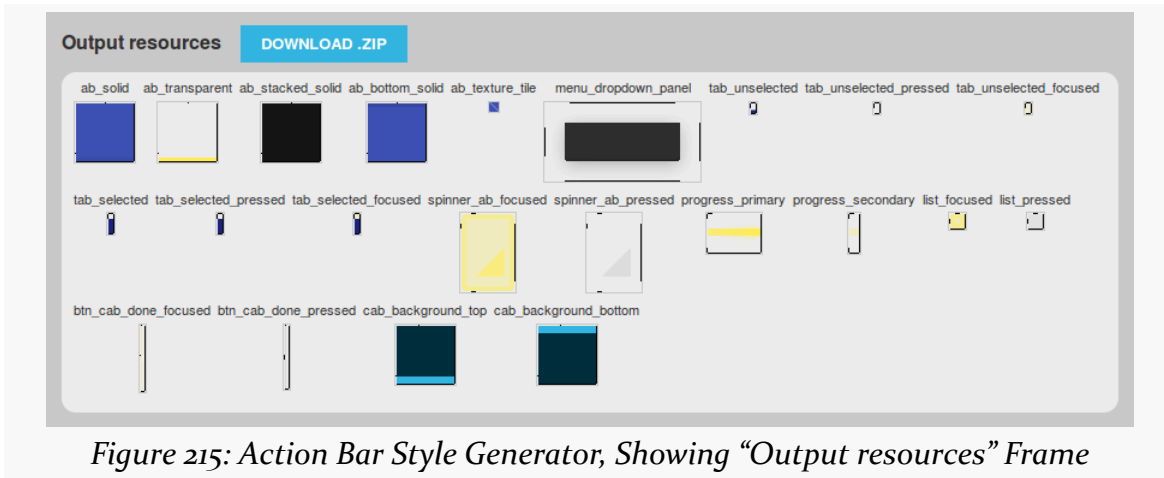 Output resources DOWNLOAD .ZIP
ab_solid ab_transparent ab_stacked_solid ab_bottom_solid ab_texture_tile menu_dropdown_panel tab_unselected tab_unselected_pressed tab_unselected_focused
tab_selected tab_selected_pressed tab_selected_focused spinner_ab_focused spinner_ab_pressed progress_primary progress_secondary list_focused list_pressed
btn_cab_done_focused btn_cab_done_pressed cab_background_top cab_background_bottom
Figure 215: Action Bar Style Generator, Showing “Output resources” Frame